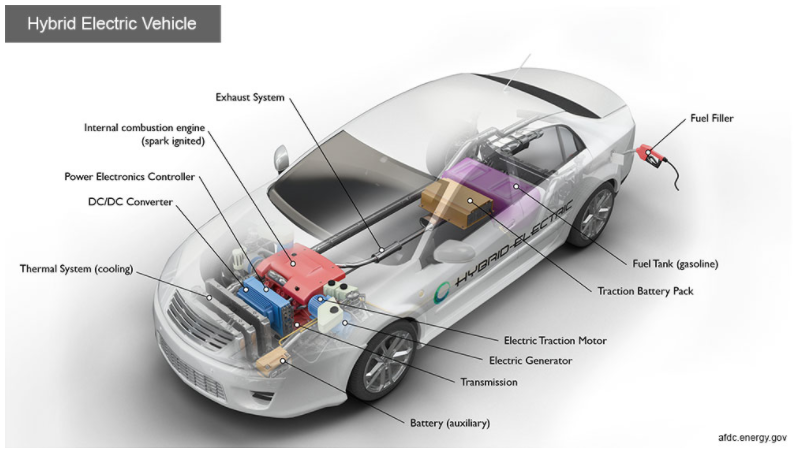 Hybrid Electric Vehicle
Exhaust System
Fuel Filler
Internal combustion engine
(spark ignited)
Power Electronics Controller
DC/DC Converter
Thermal System (cooling)
HYBRID-ELECTRIC
Fuel Tank (gasoline)
Traction Battery Pack
Electric Traction Motor
Electric Generator
Transmission
Battery (auxiliary)
afdc.energy.gov